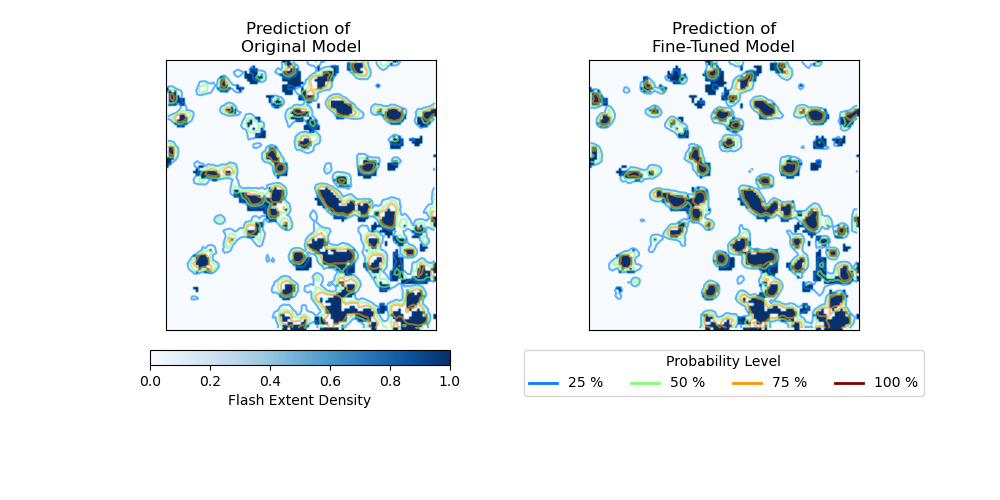 Prediction of
Original Model
Prediction of
Fine-Tuned Model
0.0 0.2 0.4 0.6 0.8 1.0
Flash Extent Density
Probability Level
25 % 50 % 75 % 100 %